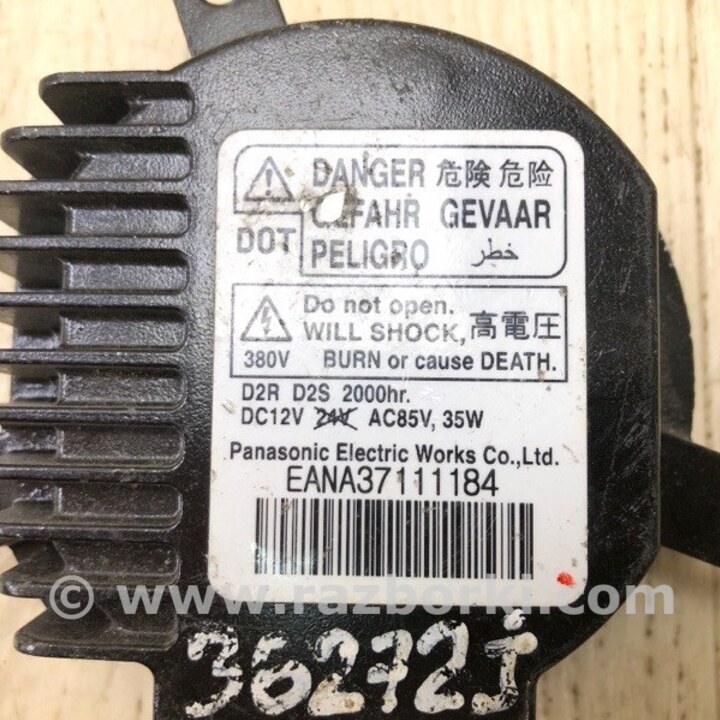 DANGER 危険 危险
GEFAHR GEVAAR
DOT PELIGRO خطر
Do not open.
WILL SHOCK, 高電圧
380V BURN or cause DEATH.
D2R D2S 2000hr.
DC12V 24V AC85V, 35W
Panasonic Electric Works Co.,Ltd.
EANA37111184
© www.razborki.com
36272J